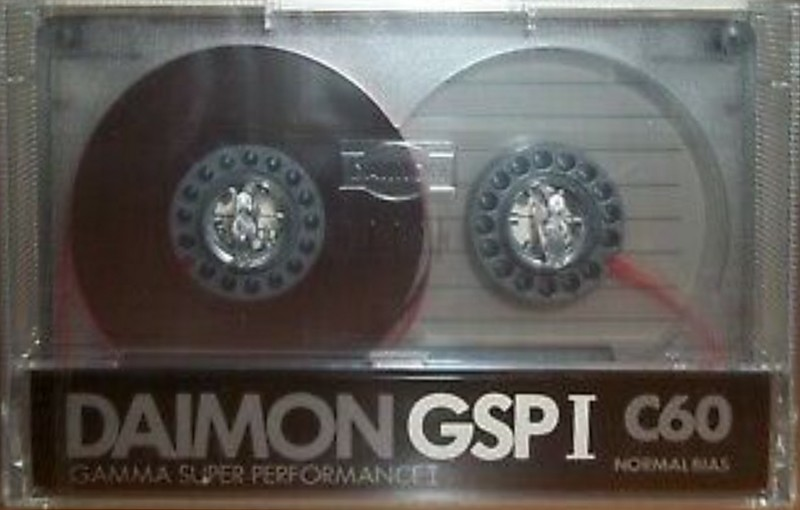 DAIMON GSP I C60
GAMMA SUPER PERFORMANCE I
NORMAL BIAS